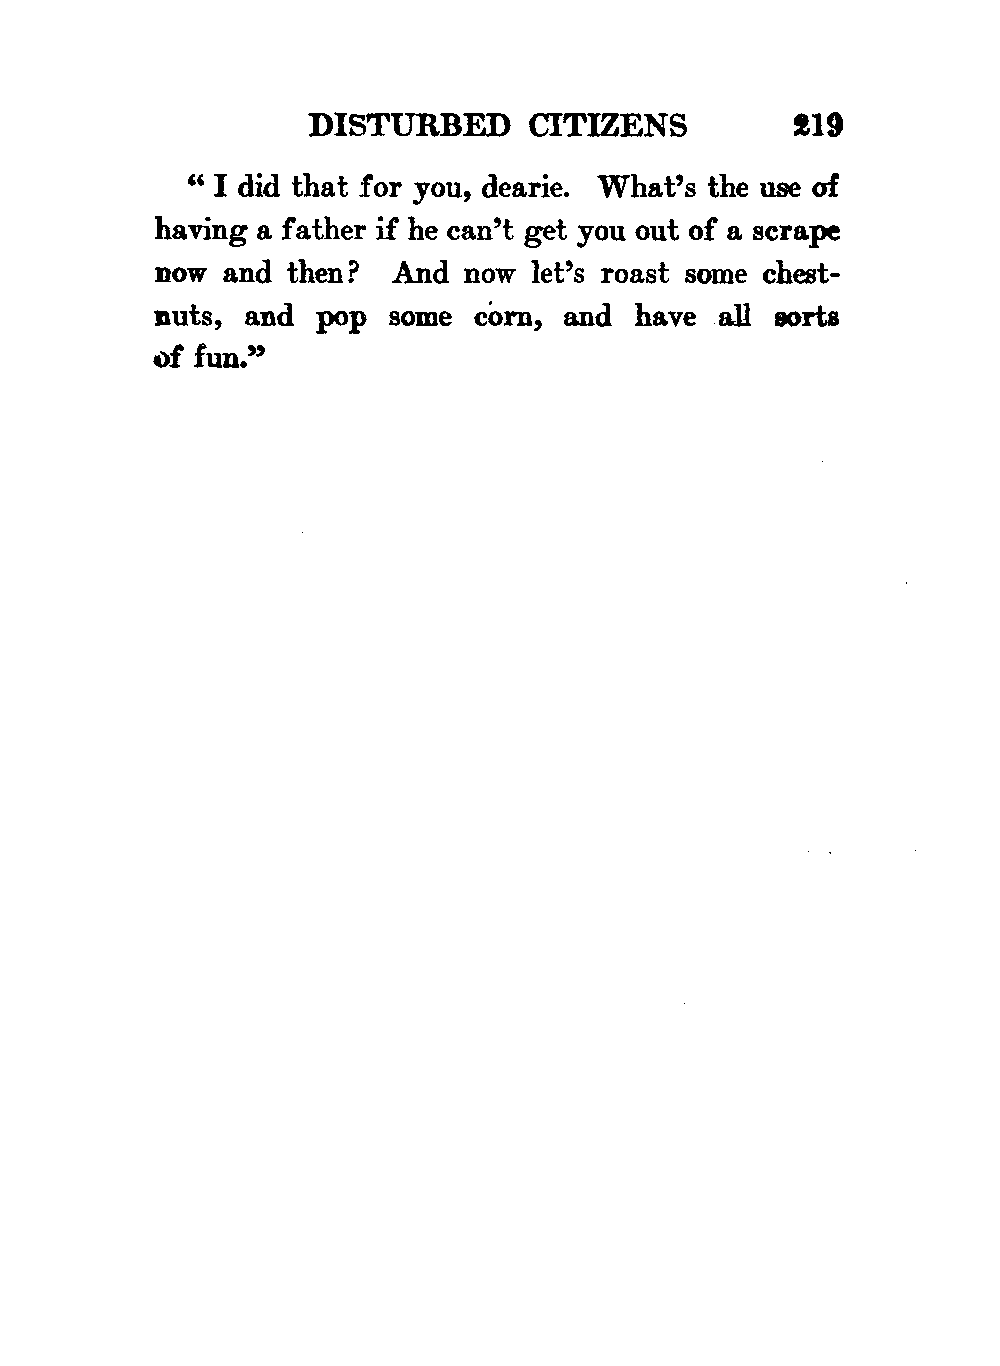 DISTURBED CITIZENS 219
“ I did that for you, dearie. What’s the use of
having a father if he can’t get you out of a scrape
now and then? And now let’s roast some chest-
nuts, and pop some corn, and have all sorts
of fun.”